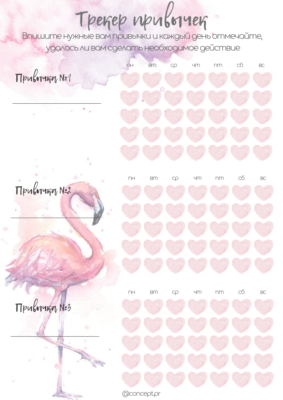 Трекер привычек
Впишите нужные вам привычки и каждый день отмечайте,
удалось ли вам сделать необходимое действие
пн вт ср чт пт сб вс
Привычка №1
пн вт ср чт пт сб вс
Привычка №2
пн вт ср чт пт сб вс
Привычка №3
@concept.pr